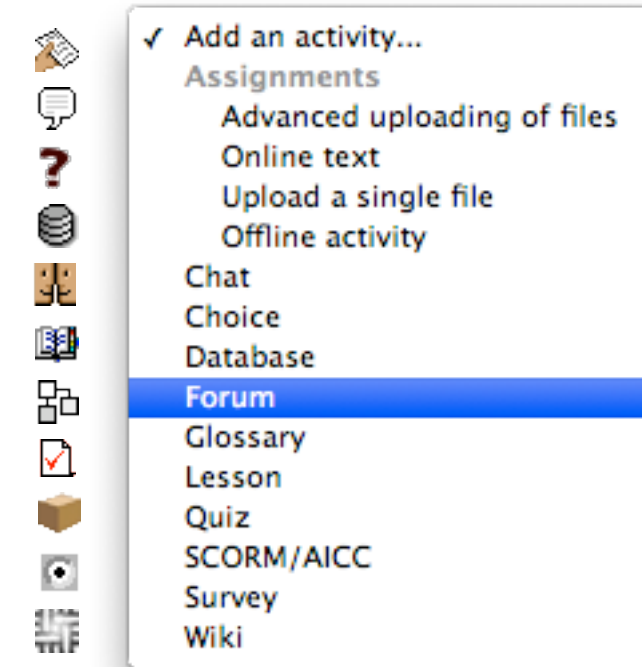 ✓ Add an activity...
Assignments
Advanced uploading of files
Online text
Upload a single file
Offline activity
Chat
Choice
Database
Forum
Glossary
Lesson
Quiz
SCORM/AICC
Survey
Wiki